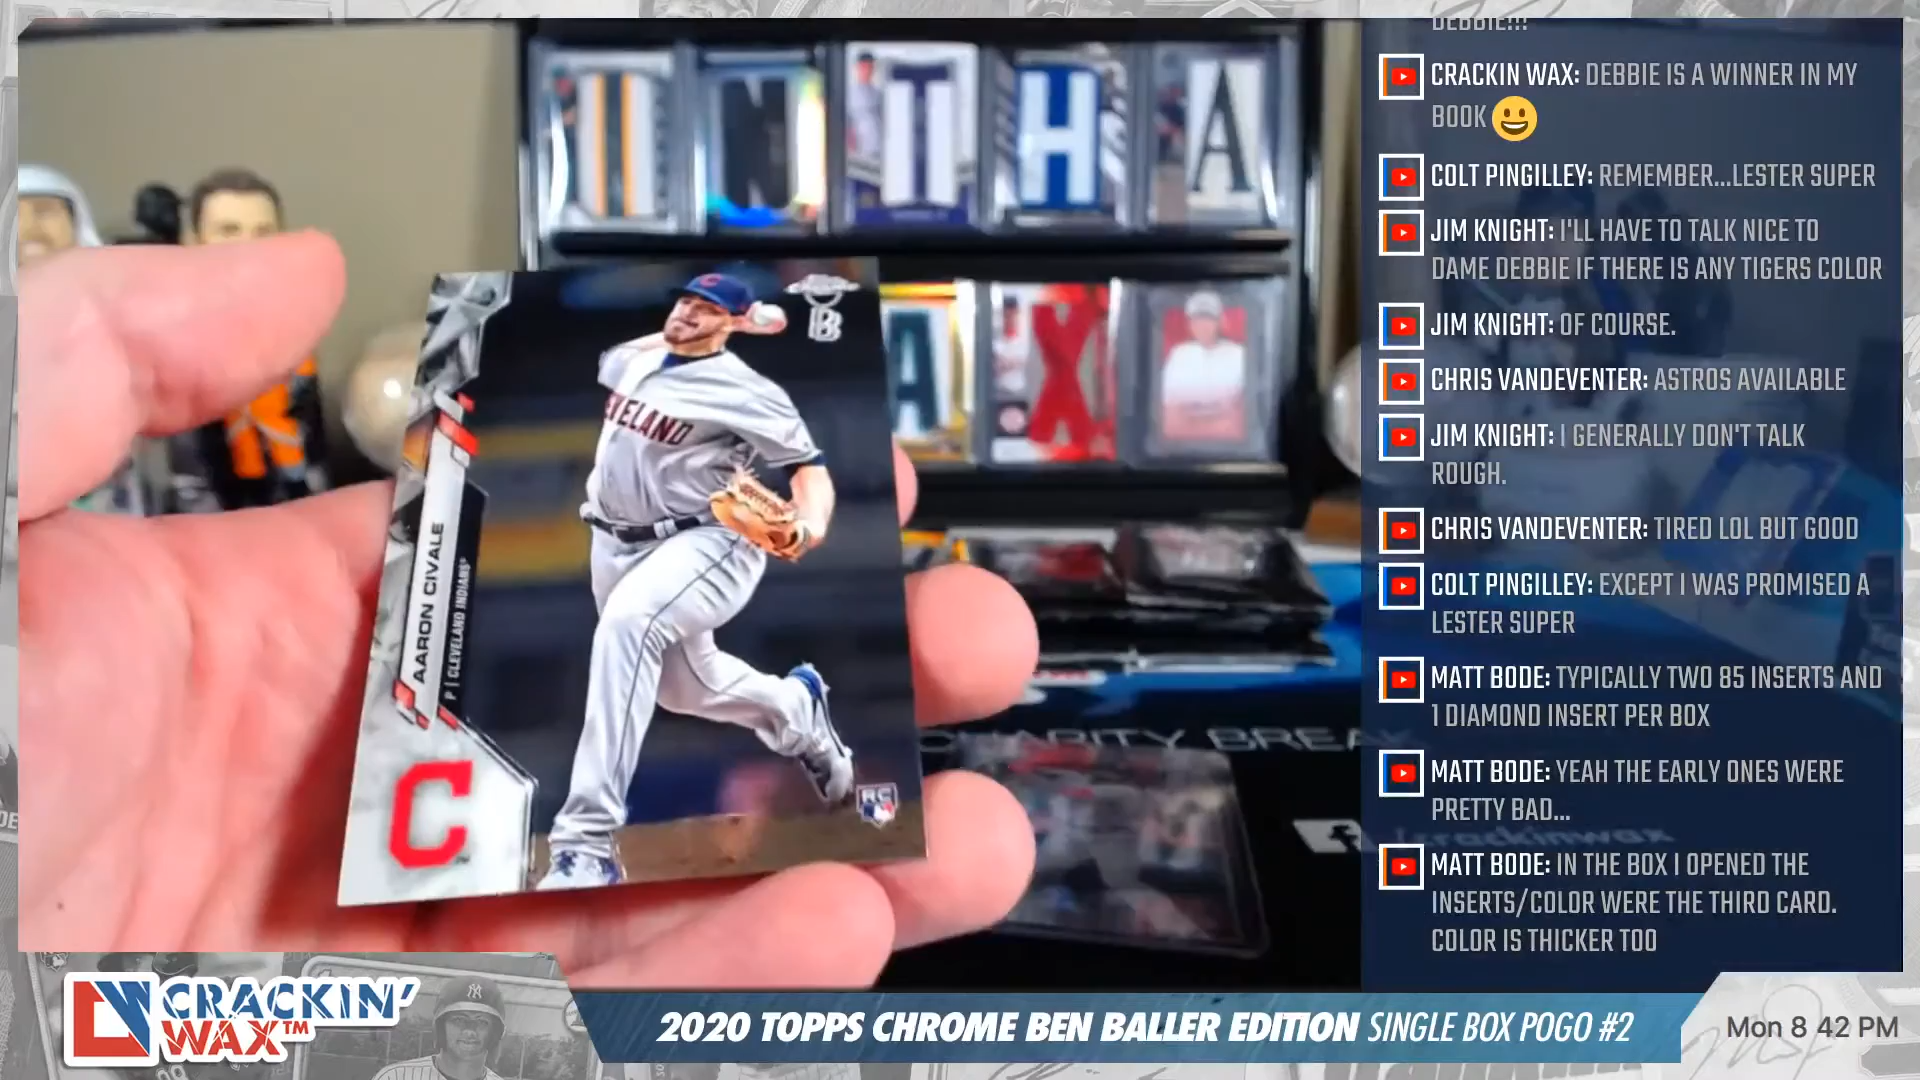 DEBBIE!!!
CRACKIN WAX: DEBBIE IS A WINNER IN MY
BOOK
COLT PINGILLEY: REMEMBER...LESTER SUPER
JIM KNIGHT: I'LL HAVE TO TALK NICE TO
DAME DEBBIE IF THERE IS ANY TIGERS COLOR
JIM KNIGHT: OF COURSE.
CHRIS VANDEVENTER: ASTROS AVAILABLE
JIM KNIGHT: I GENERALLY DON'T TALK
ROUGH.
CHRIS VANDEVENTER: TIRED LOL BUT GOOD
COLT PINGILLEY: EXCEPT I WAS PROMISED A
LESTER SUPER
MATT BODE: TYPICALLY TWO 85 INSERTS AND
1 DIAMOND INSERT PER BOX
MATT BODE: YEAH THE EARLY ONES WERE
PRETTY BAD...
MATT BODE: IN THE BOX I OPENED THE
INSERTS/COLOR WERE THE THIRD CARD.
COLOR IS THICKER TOO
I N T H A
A X
CLEVELAND
AARON CIVALE
P | CLEVELAND INDIANS®
C
RC
CHARITY BREAK
/crackinwax
CRACKIN'
WAX™
2020 TOPPS CHROME BEN BALLER EDITION SINGLE BOX POGO #2
Mon 8 42 PM